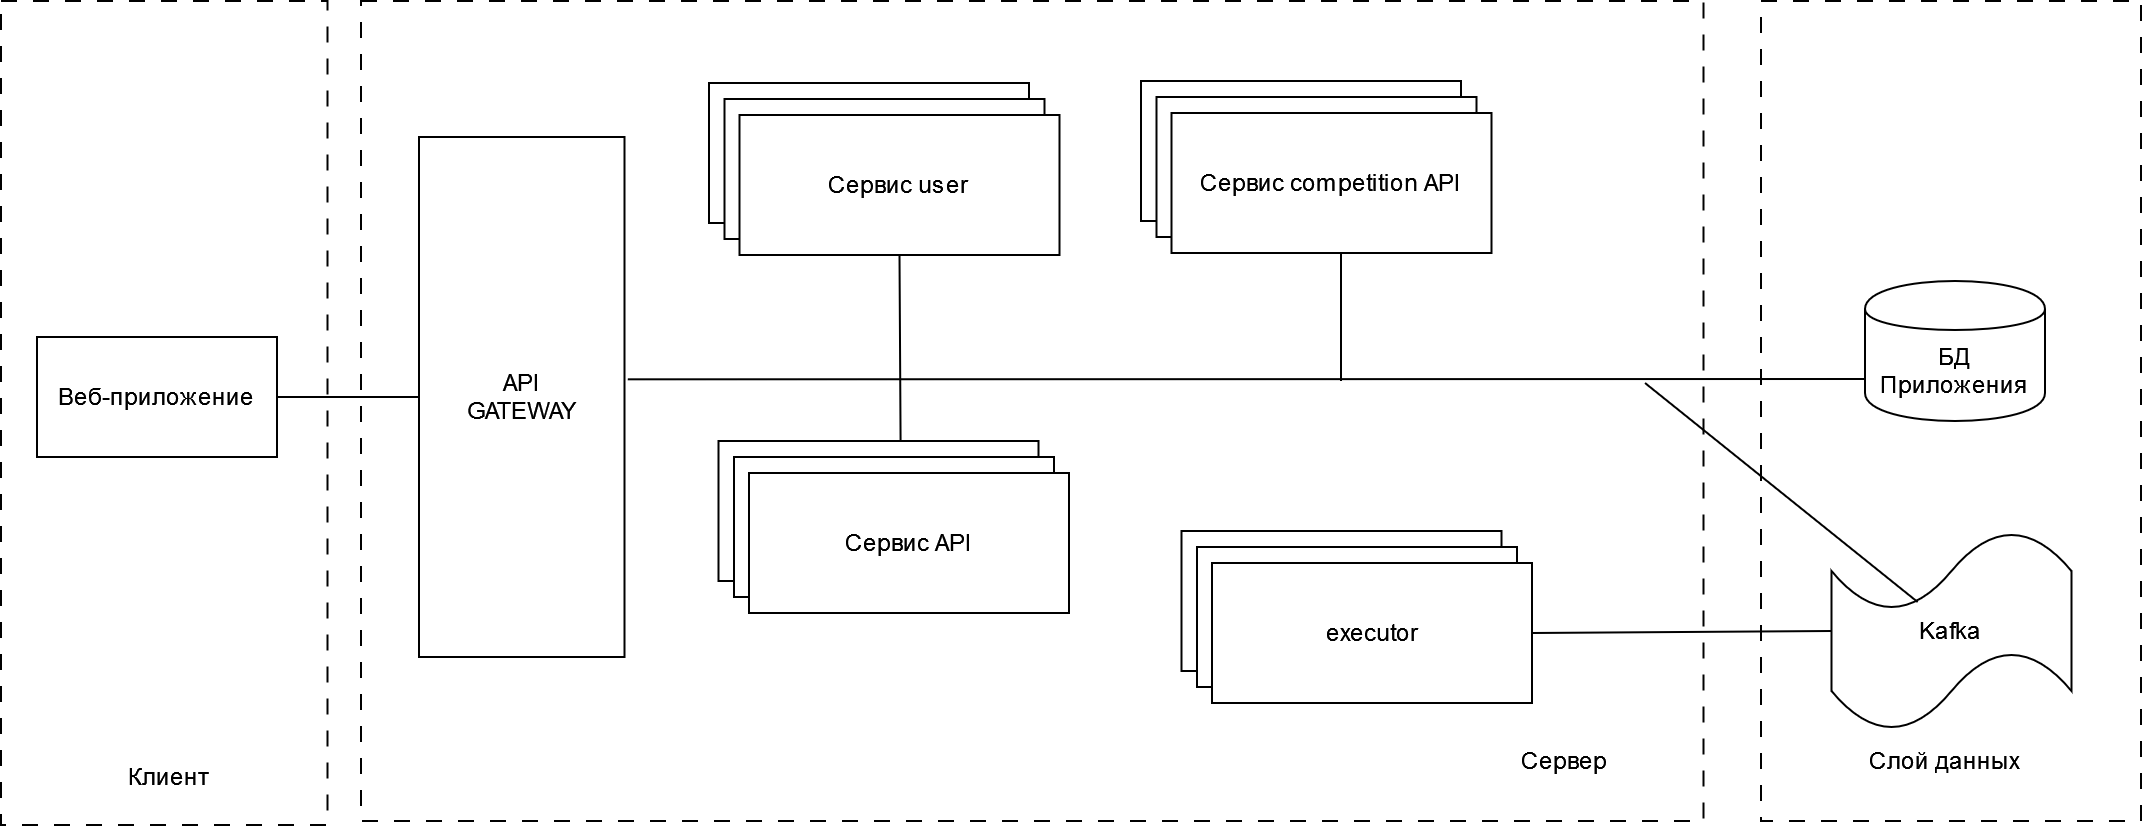 Веб-приложение
Клиент
API
GATEWAY
Сервис user
Сервис competition API
Сервис API
executor
Сервер
БД
Приложения
Kafka
Слой данных